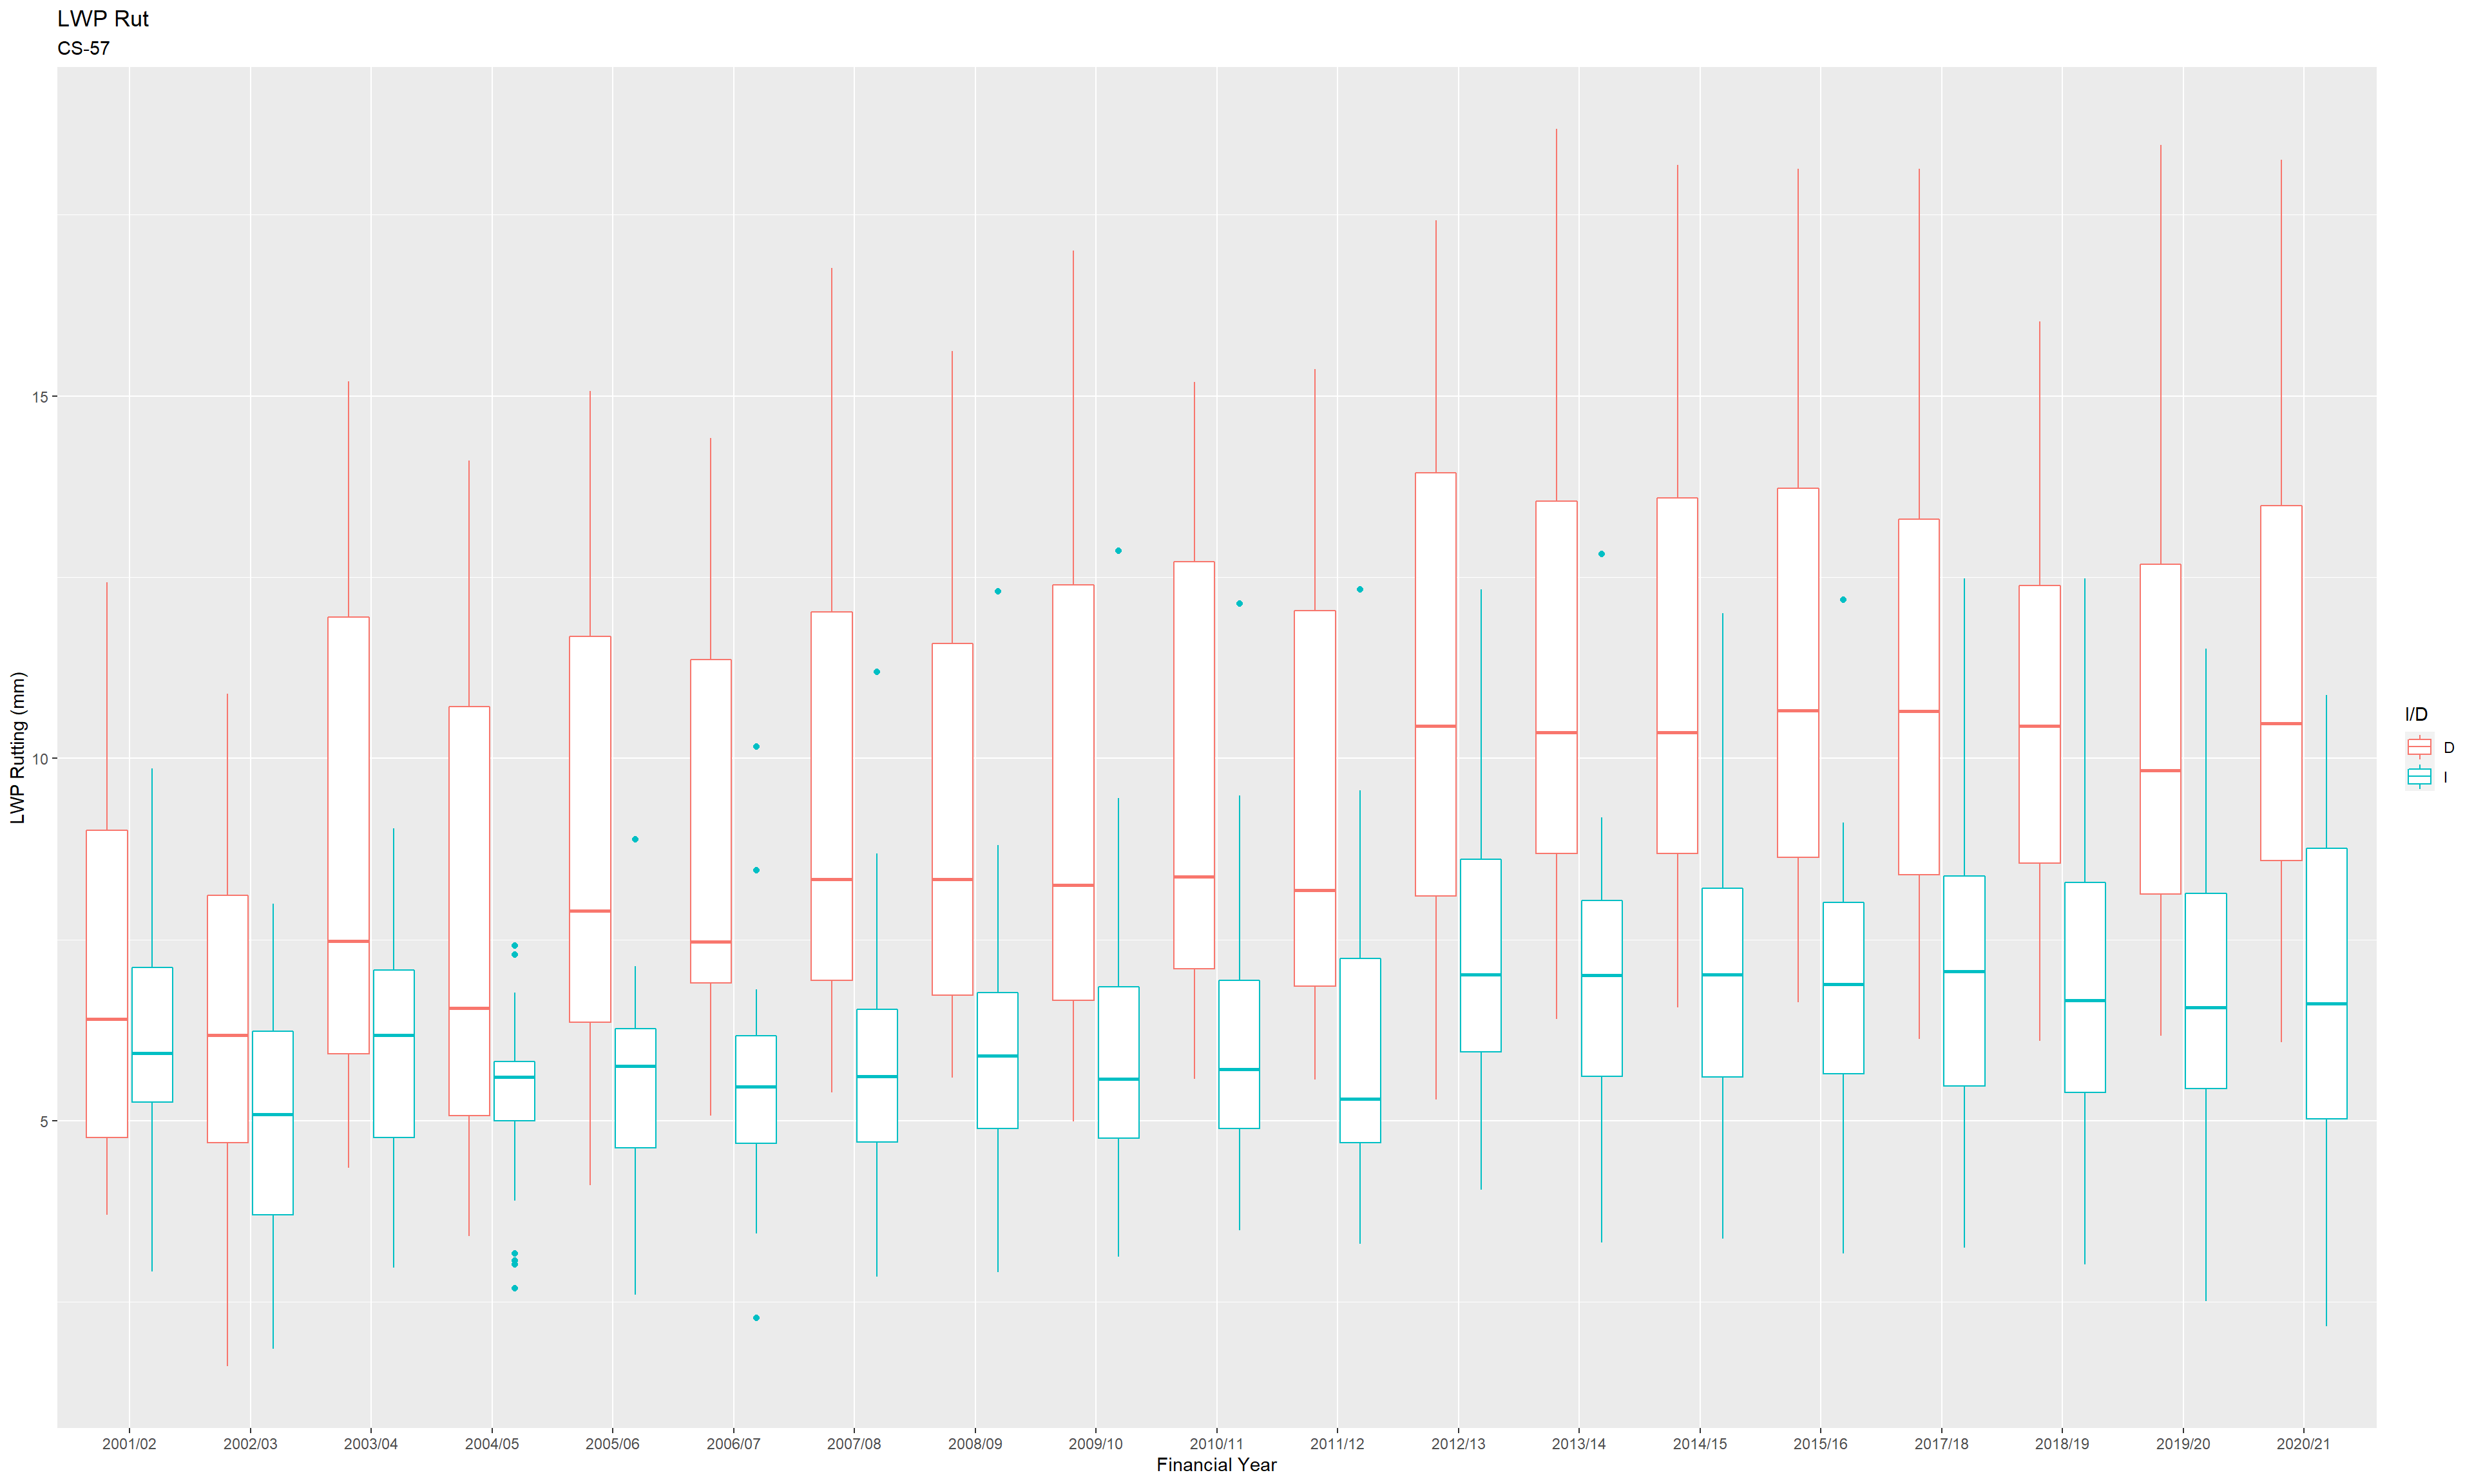 LWP Rut
CS-57
LWP Rutting (mm)
15
10
5
2001/02 2002/03 2003/04 2004/05 2005/06 2006/07 2007/08 2008/09 2009/10 2010/11 2011/12 2012/13 2013/14 2014/15 2015/16 2017/18 2018/19 2019/20 2020/21
Financial Year
I/D
D
I